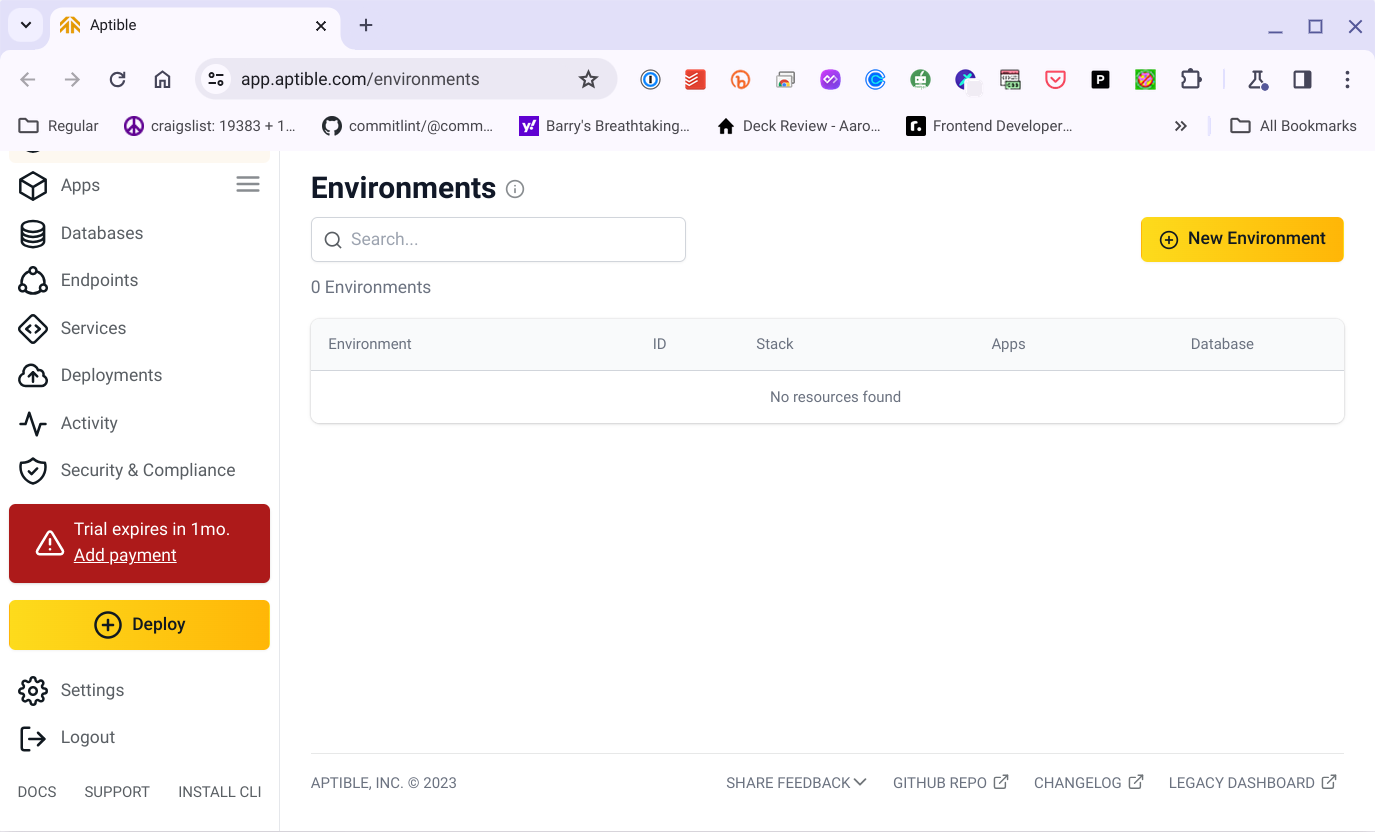 Aptible
app.aptible.com/environments
Regular
craigslist: 19383 + 1...
commitlint/@comm...
Barry's Breathtaking...
Deck Review - Aaro...
Frontend Developer...
All Bookmarks
Apps
Databases
Endpoints
Services
Deployments
Activity
Security & Compliance
Trial expires in 1mo.
Add payment
Deploy
Settings
Logout
DOCS SUPPORT INSTALL CLI
Environments
Search...
New Environment
0 Environments
Environment ID Stack Apps Database
No resources found
APTIBLE, INC. © 2023 SHARE FEEDBACK GITHUB REPO CHANGELOG LEGACY DASHBOARD